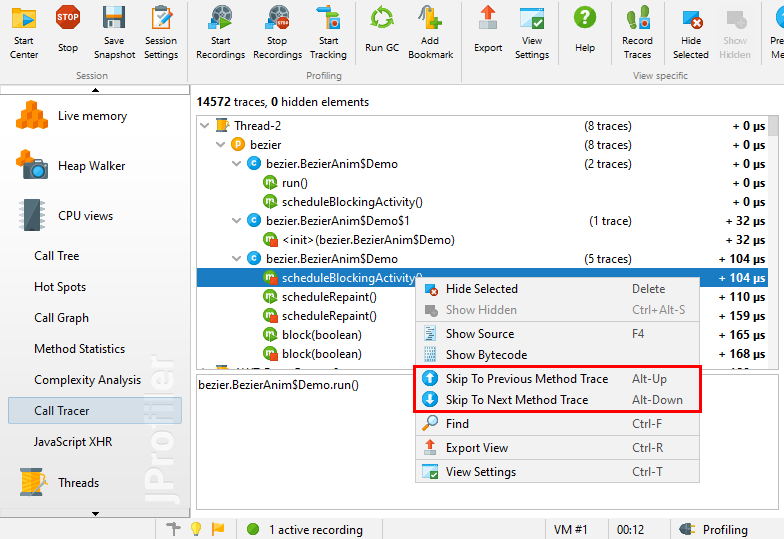 Start Center
Stop
Save Snapshot
Session Settings
Start Recordings
Stop Recordings
Start Tracking
Run GC
Add Bookmark
Export
View Settings
Help
Record Traces
Hide Selected
Show Hidden
Session
Profiling
View specific
Live memory
Heap Walker
CPU views
Call Tree
Hot Spots
Call Graph
Method Statistics
Complexity Analysis
Call Tracer
JavaScript XHR
Threads
JProfiler
14572 traces, 0 hidden elements
Thread-2 (8 traces) + 0 µs
bezier (8 traces) + 0 µs
bezier.BezierAnim$Demo (2 traces) + 0 µs
run() + 0 µs
scheduleBlockingActivity() + 0 µs
bezier.BezierAnim$Demo$1 (1 trace) + 32 µs
<init>(bezier.BezierAnim$Demo) + 32 µs
bezier.BezierAnim$Demo (5 traces) + 104 µs
scheduleBlockingActivity() + 104 µs
scheduleRepaint() + 110 µs
scheduleRepaint() + 159 µs
block(boolean) + 165 µs
block(boolean) + 168 µs
bezier.BezierAnim$Demo.run()
Hide Selected Delete
Show Hidden Ctrl+Alt-S
Show Source F4
Show Bytecode
Skip To Previous Method Trace Alt-Up
Skip To Next Method Trace Alt-Down
Find Ctrl-F
Export View Ctrl-R
View Settings Ctrl-T
1 active recording
VM #1
00:12
Profiling